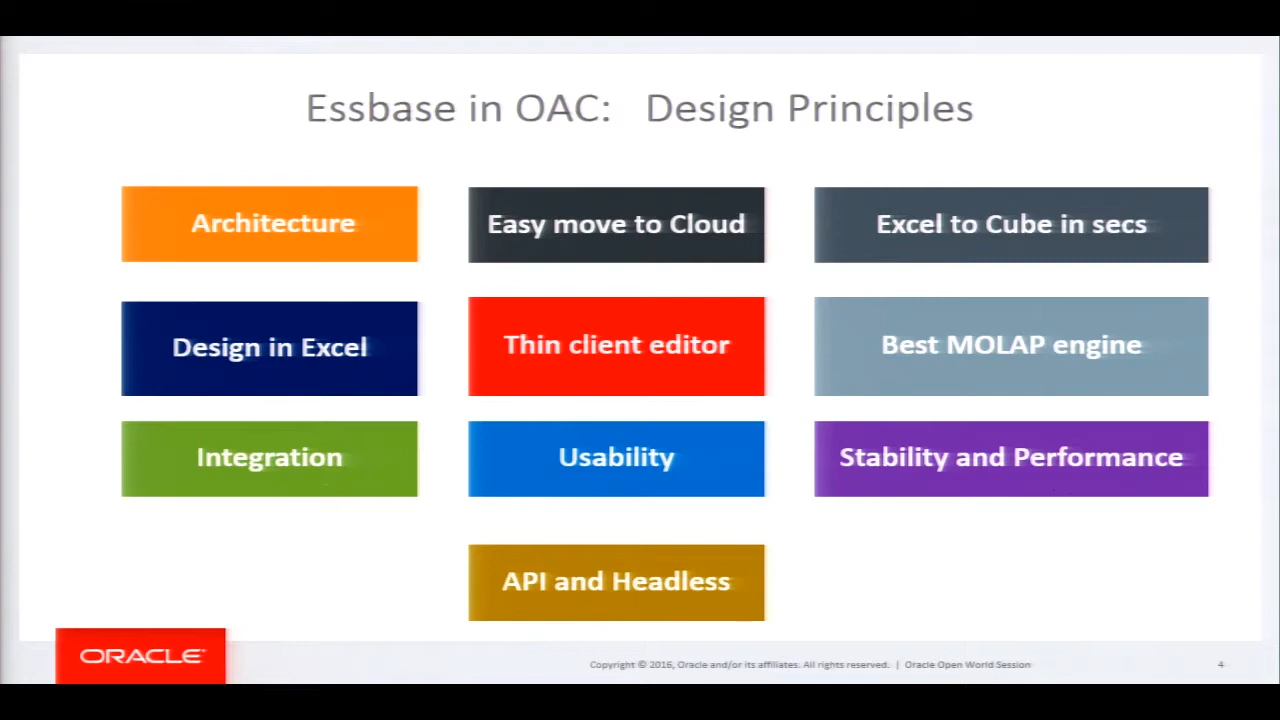 Essbase in OAC: Design Principles
Architecture
Easy move to Cloud
Excel to Cube in secs
Design in Excel
Thin client editor
Best MOLAP engine
Integration
Usability
Stability and Performance
API and Headless
ORACLE
Copyright © 2016, Oracle and/or its affiliates. All rights reserved. | Oracle Open World Session
4